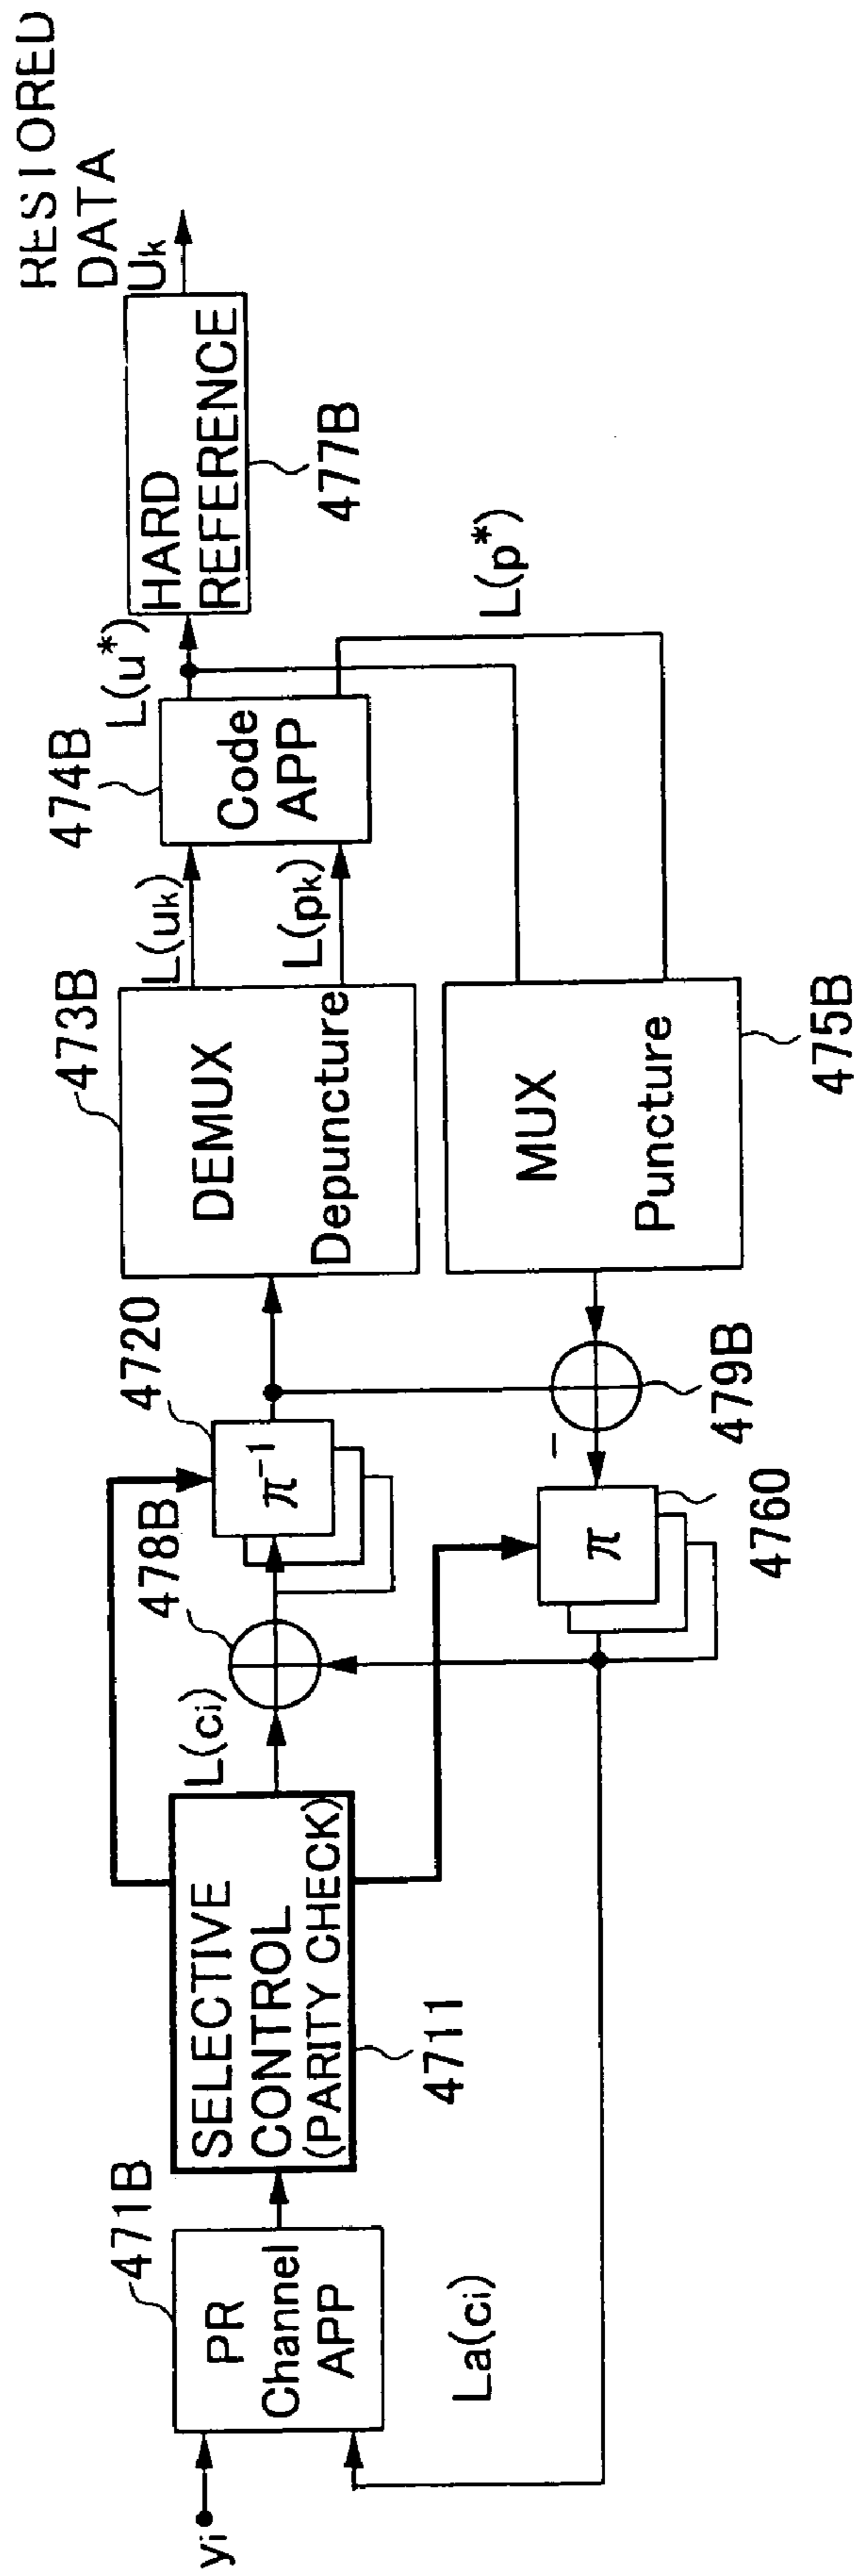 yi
PR
Channel
APP
471B
La(ci)
SELECTIVE
CONTROL
(PARITY CHECK)
4711
L(ci)
478B
π-1
4720
π
4760
−
479B
DEMUX
Depuncture
473B
MUX
Puncture
475B
L(uk)
L(pk)
Code
APP
474B
L(u*)
L(p*)
HARD
REFERENCE
477B
RESIORED
DATA
Uk